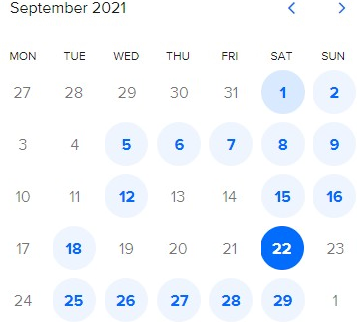 September 2021
MON TUE WED THU FRI SAT SUN
27 28 29 30 31 1 2
3 4 5 6 7 8 9
10 11 12 13 14 15 16
17 18 19 20 21 22 23
24 25 26 27 28 29 1